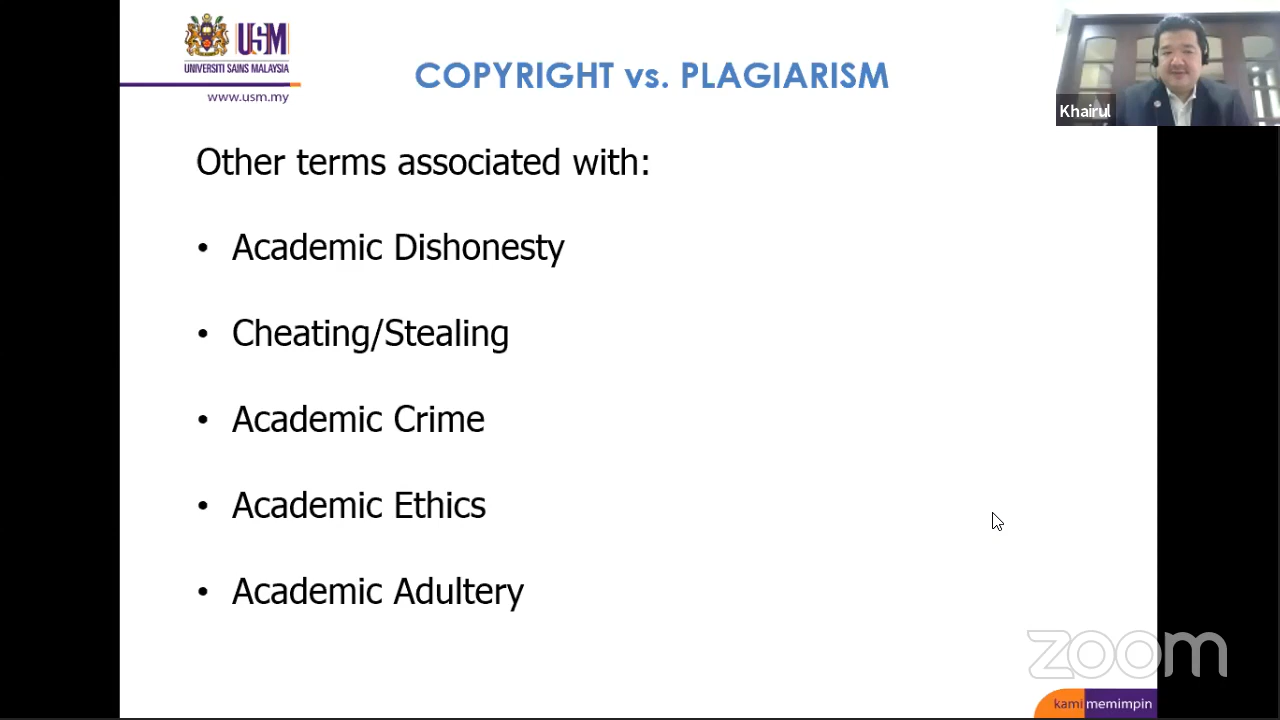 USM
UNIVERSITI SAINS MALAYSIA
www.usm.my
COPYRIGHT vs. PLAGIARISM
Khairul
Other terms associated with:
• Academic Dishonesty
• Cheating/Stealing
• Academic Crime
• Academic Ethics
• Academic Adultery
zoom
kami memimpin